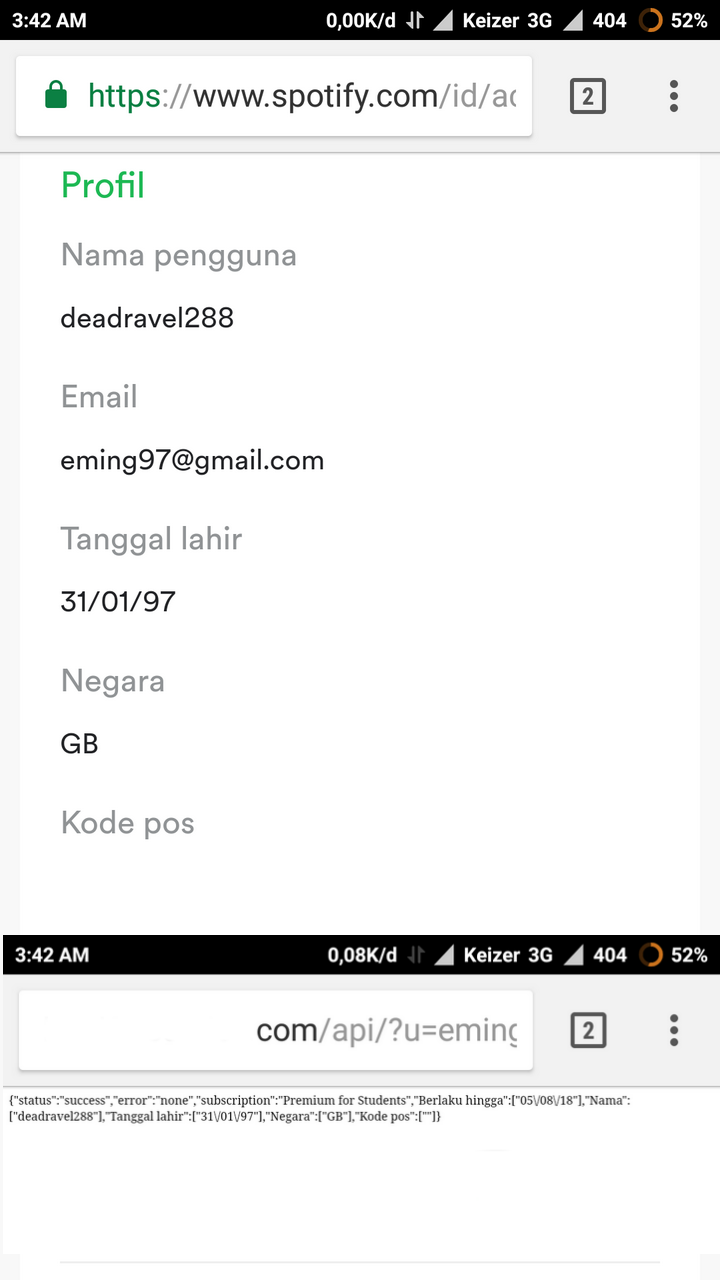 3:42 AM 0,00K/d Keizer 3G 404 52%
https://www.spotify.com/id/ac 2
Profil
Nama pengguna
deadravel288
Email
eming97@gmail.com
Tanggal lahir
31/01/97
Negara
GB
Kode pos
3:42 AM 0,08K/d Keizer 3G 404 52%
com/api/?u=eming 2
{"status":"success","error":"none","subscription":"Premium for Students","Berlaku hingga":["05\/08\/18"],"Nama":
["deadravel288"],"Tanggal lahir":["31\/01\/97"],"Negara":["GB"],"Kode pos":[""]}